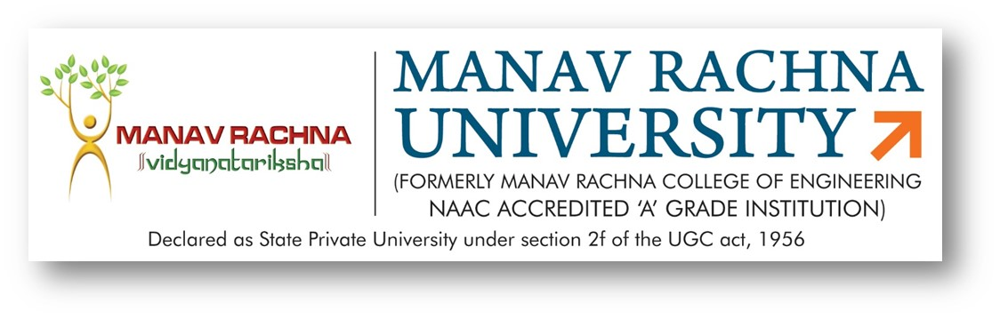 MANAV RACHNA
vidyanatariksha
MANAV RACHNA
UNIVERSITY
(FORMERLY MANAV RACHNA COLLEGE OF ENGINEERING
NAAC ACCREDITED ‘A’ GRADE INSTITUTION)
Declared as State Private University under section 2f of the UGC act, 1956